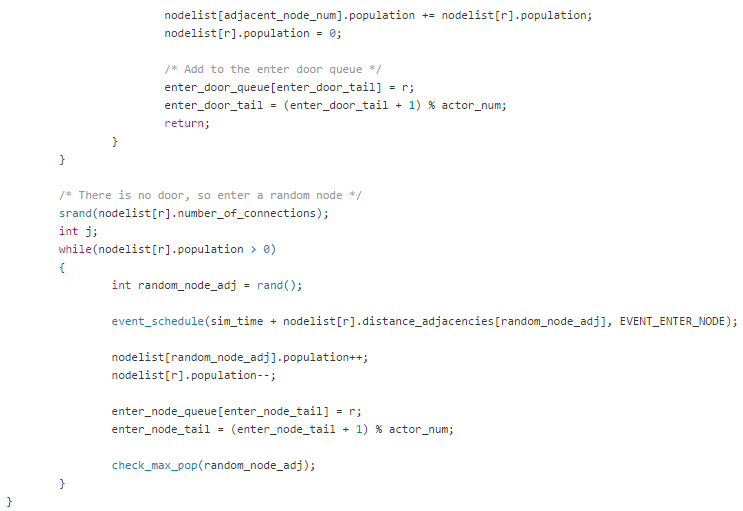 nodelist[adjacent_node_num].population += nodelist[r].population;
nodelist[r].population = 0;
/* Add to the enter door queue */
enter_door_queue[enter_door_tail] = r;
enter_door_tail = (enter_door_tail + 1) % actor_num;
return;
}
}
/* There is no door, so enter a random node */
srand(nodelist[r].number_of_connections);
int j;
while(nodelist[r].population > 0)
{
int random_node_adj = rand();
event_schedule(sim_time + nodelist[r].distance_adjacencies[random_node_adj], EVENT_ENTER_NODE);
nodelist[random_node_adj].population++;
nodelist[r].population--;
enter_node_queue[enter_node_tail] = r;
enter_node_tail = (enter_node_tail + 1) % actor_num;
check_max_pop(random_node_adj);
}
}